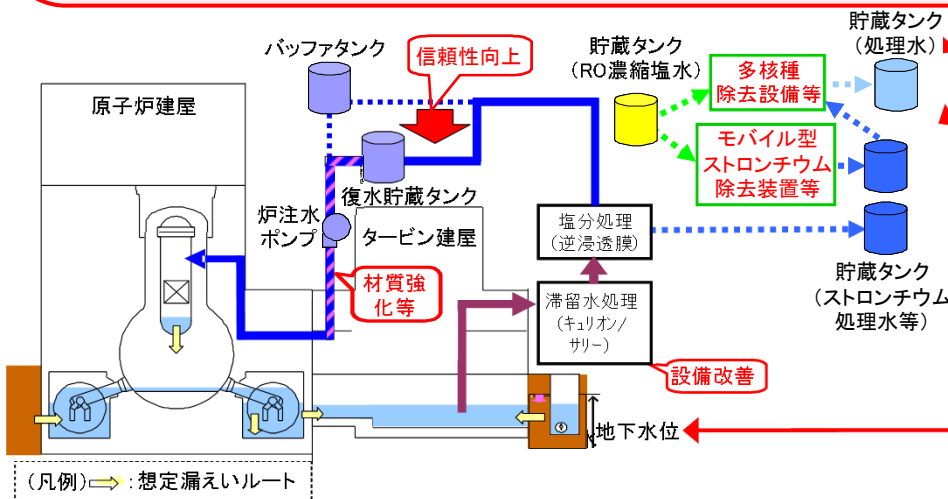 バッファタンク
信頼性向上
貯蔵タンク
(RO濃縮塩水)
多核種
除去設備等
貯蔵タンク
(処理水)
原子炉建屋
モバイル型
ストロンチウム
除去装置等
復水貯蔵タンク
炉注水
ポンプ
タービン建屋
塩分処理
(逆浸透膜)
材質強
化等
滞留水処理
(キュリオン/
サリー)
貯蔵タンク
(ストロンチウム
処理水等)
設備改善
地下水位
(凡例) :想定漏えいルート